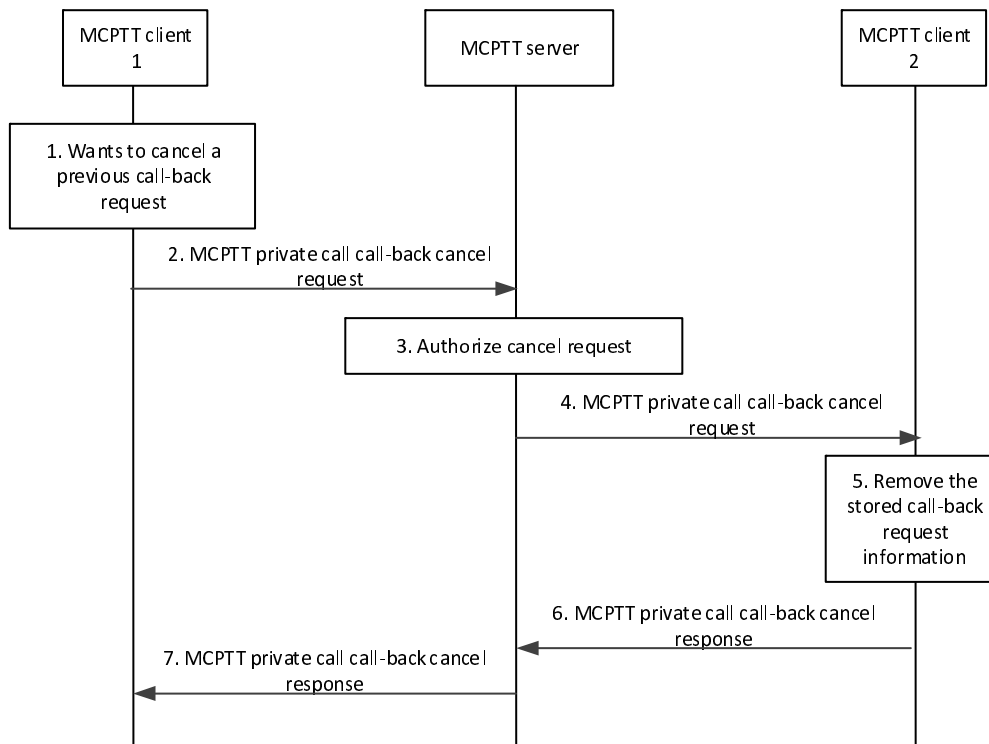 MCPTT client
1
MCPTT server
MCPTT client
2
1. Wants to cancel a
previous call-back
request
2. MCPTT private call call-back cancel
request
3. Authorize cancel request
4. MCPTT private call call-back cancel
request
5. Remove the
stored call-back
request
information
6. MCPTT private call call-back cancel
response
7. MCPTT private call call-back cancel
response